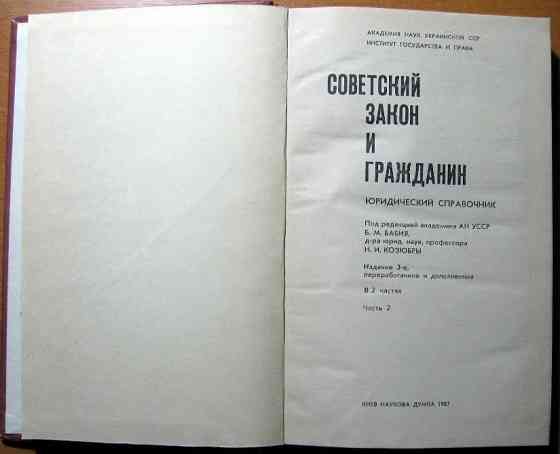 АКАДЕМИЯ НАУК УКРАИНСКОЙ ССР
ИНСТИТУТ ГОСУДАРСТВА И ПРАВА
СОВЕТСКИЙ
ЗАКОН
И
ГРАЖДАНИН
ЮРИДИЧЕСКИЙ СПРАВОЧНИК
Под редакцией академика АН УССР
Б. М. БАБИЯ,
д-ра юрид. наук, профессора
Н. И. КОЗЮБРЫ
Издание 3-е,
переработанное и дополненное
В 2 частях
Часть 2
КИЕВ НАУКОВА ДУМКА 1987